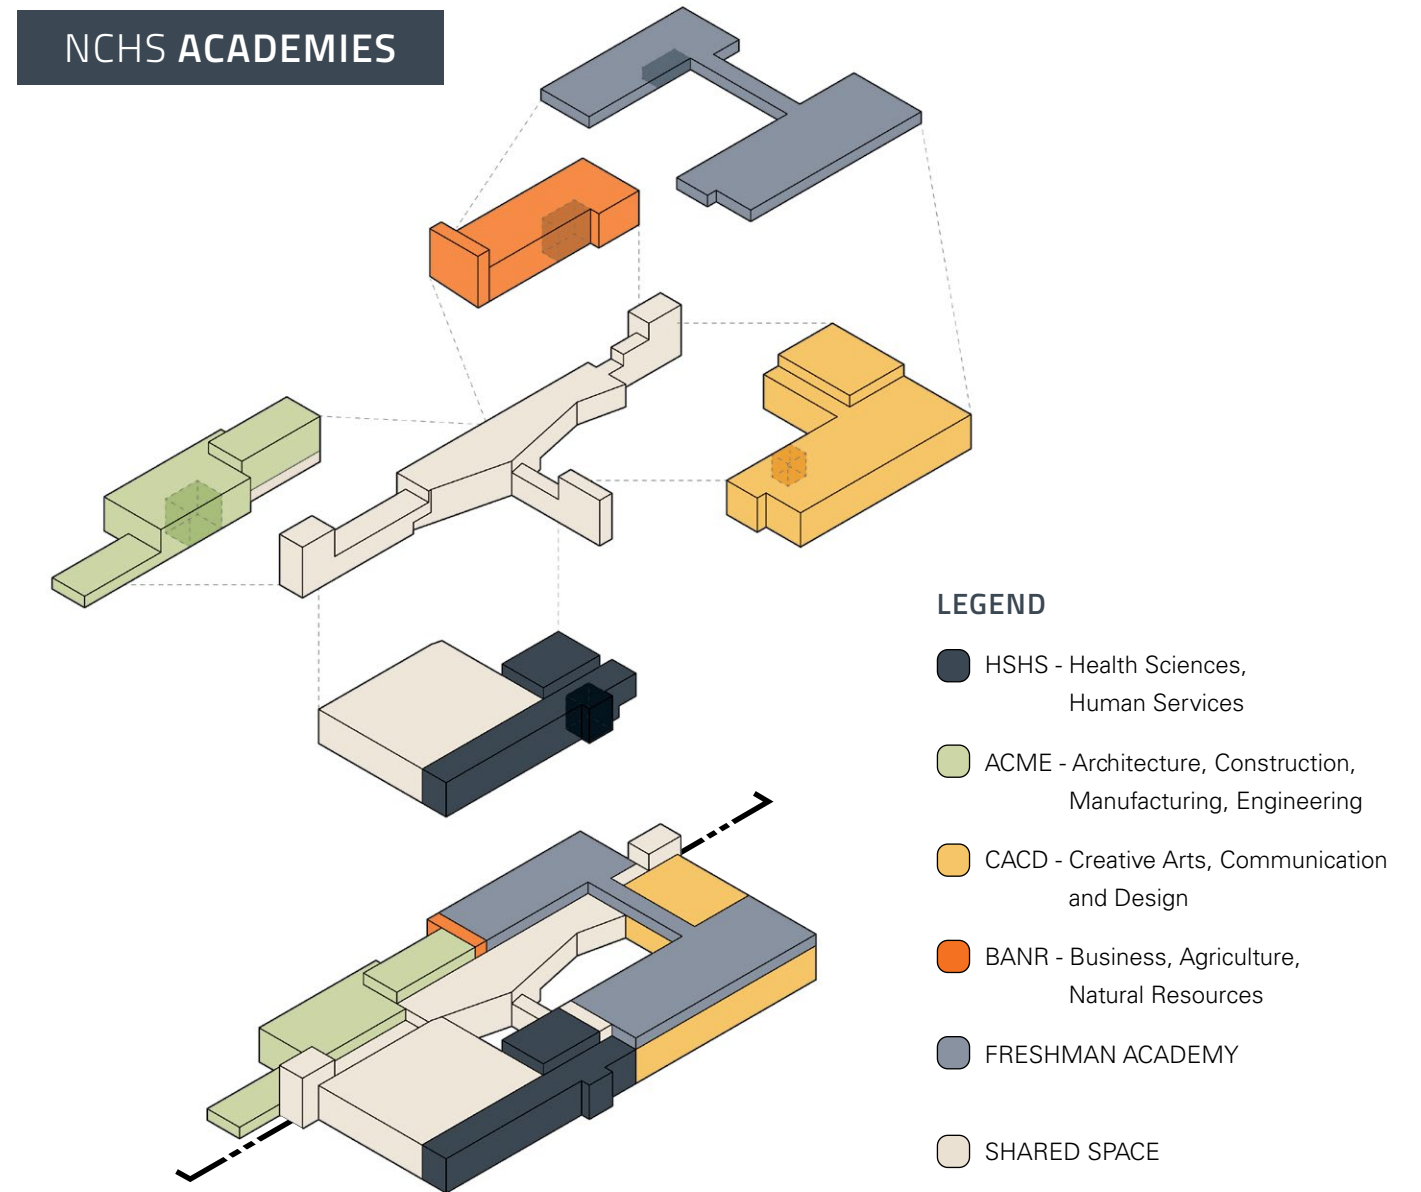 NCHS ACADEMIES
LEGEND
HSHS - Health Sciences,
Human Services
ACME - Architecture, Construction,
Manufacturing, Engineering
CACD - Creative Arts, Communication
and Design
BANR - Business, Agriculture,
Natural Resources
FRESHMAN ACADEMY
SHARED SPACE